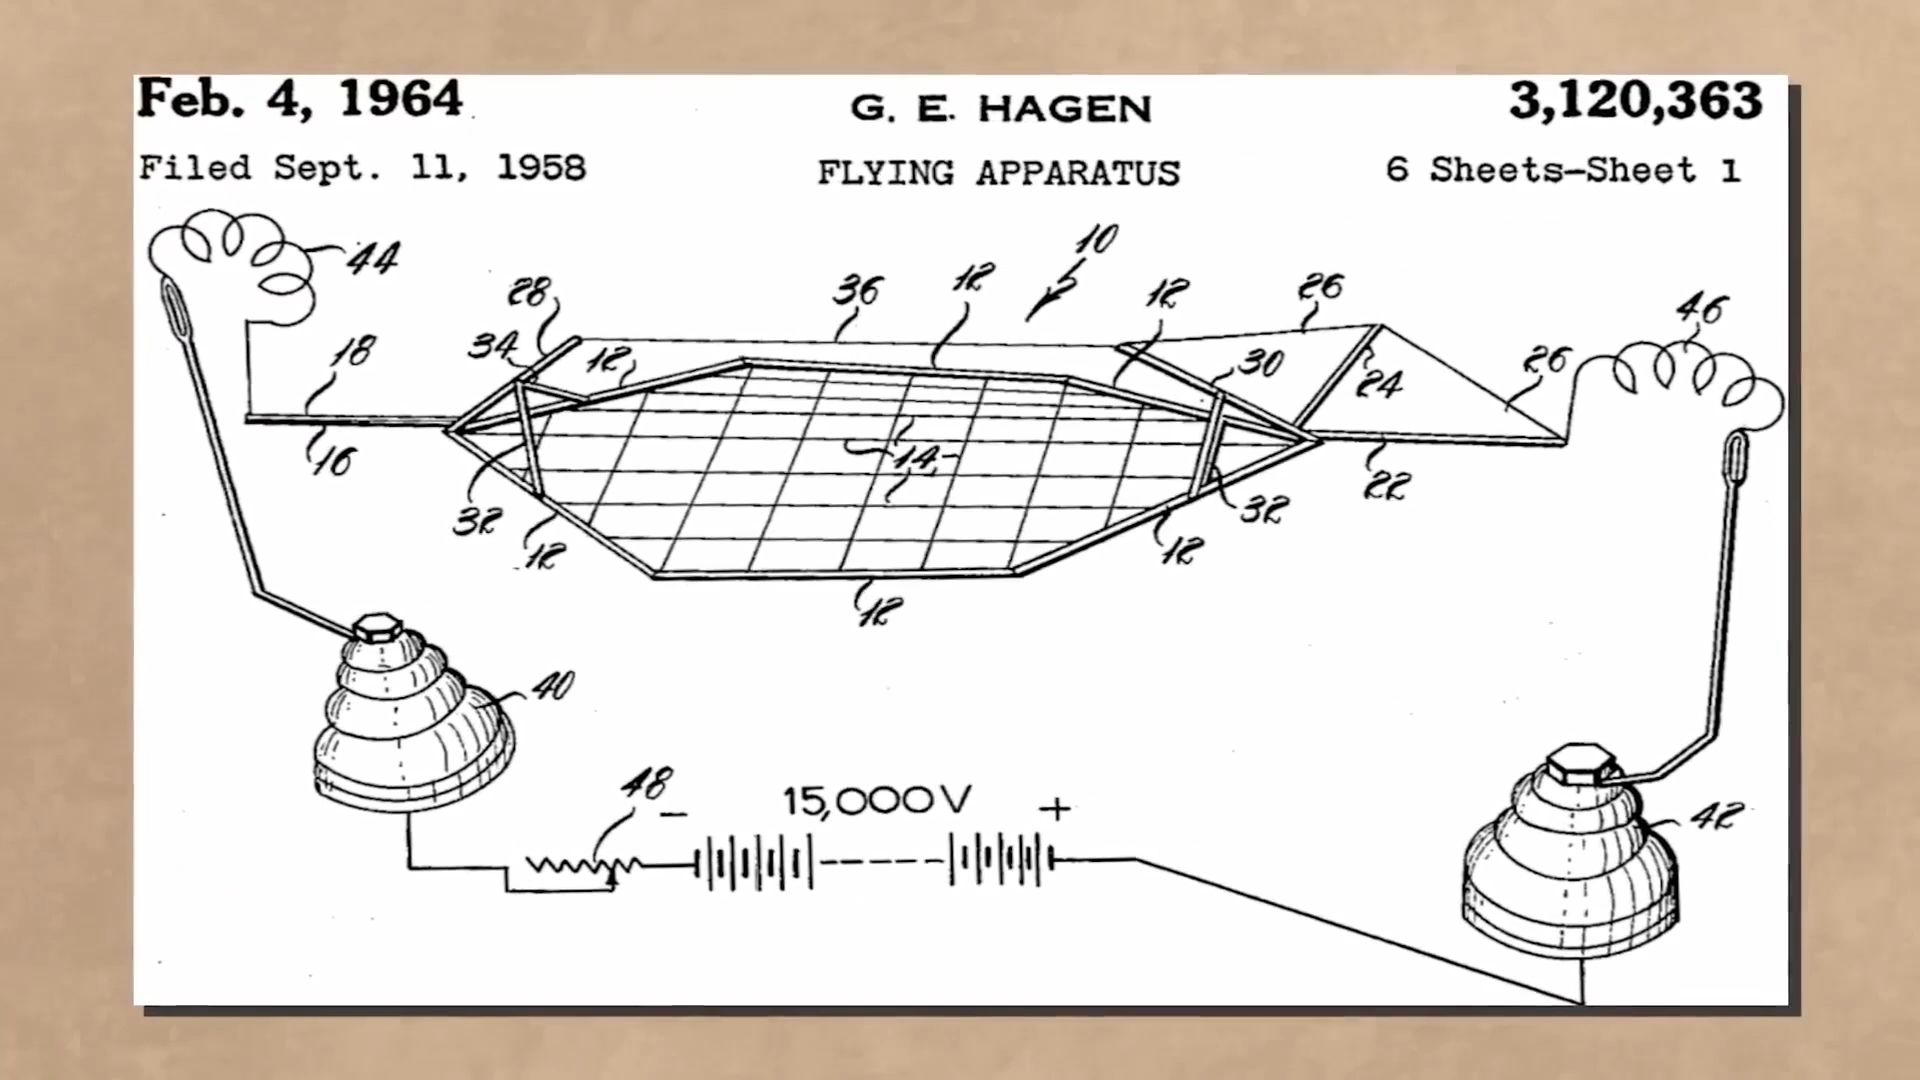 Feb. 4, 1964 G. E. HAGEN 3,120,363
Filed Sept. 11, 1958 FLYING APPARATUS 6 Sheets—Sheet 1
10
44 28 36 12 12 26 46
18 34 12 30 24 26
16 14 22
32 12 12 32
12
40
48 − 15,000V + 42